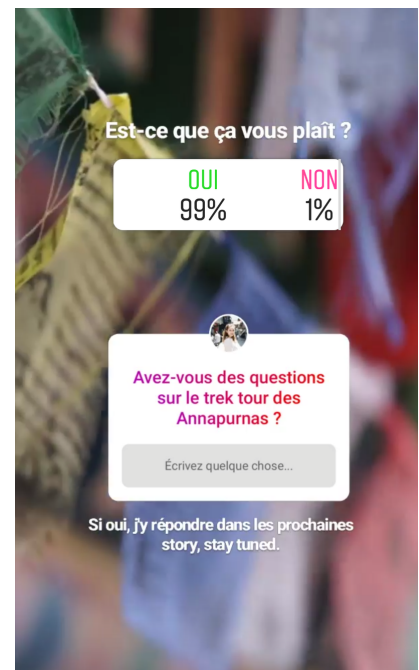 Est-ce que ça vous plaît ?
OUI NON
99% 1%
Avez-vous des questions
sur le trek tour des
Annapurnas ?
Écrivez quelque chose...
Si oui, j'y répondre dans les prochaines
story, stay tuned.